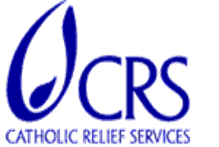 CRS
CATHOLIC RELIEF SERVICES